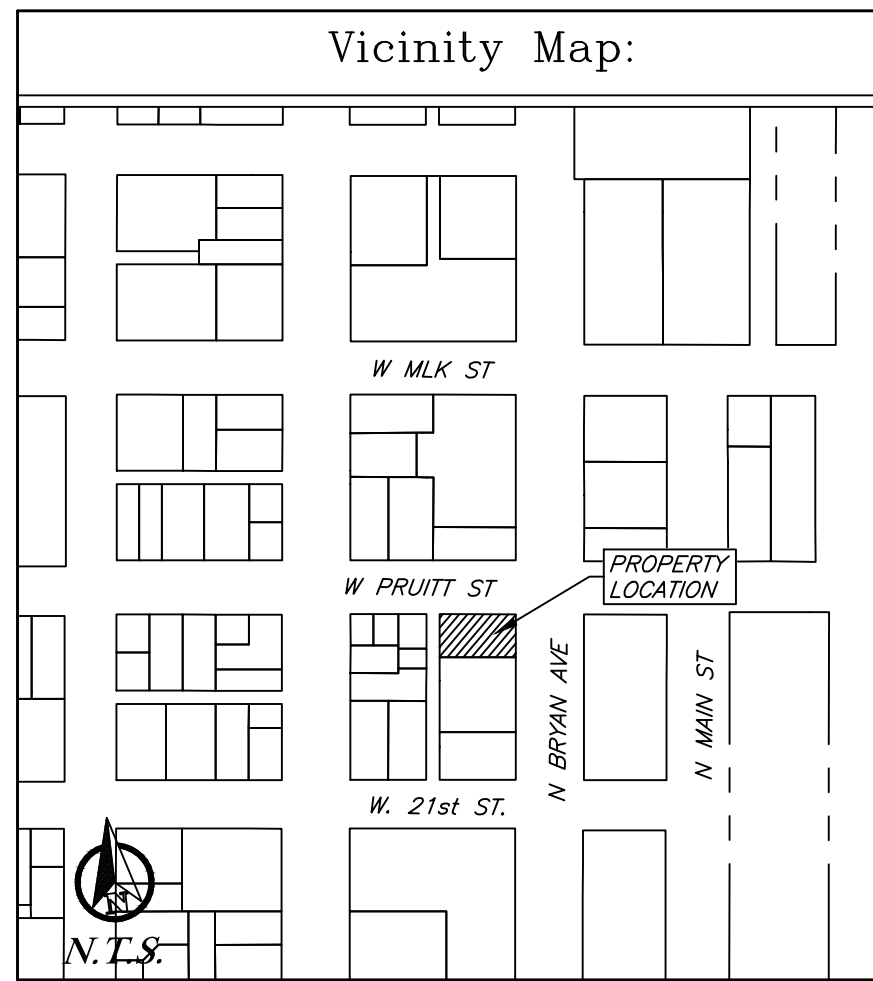 Vicinity Map:
W MLK ST
W PRUITT ST
PROPERTY
LOCATION
N BRYAN AVE
N MAIN ST
W. 21st ST.
N
N.T.S.